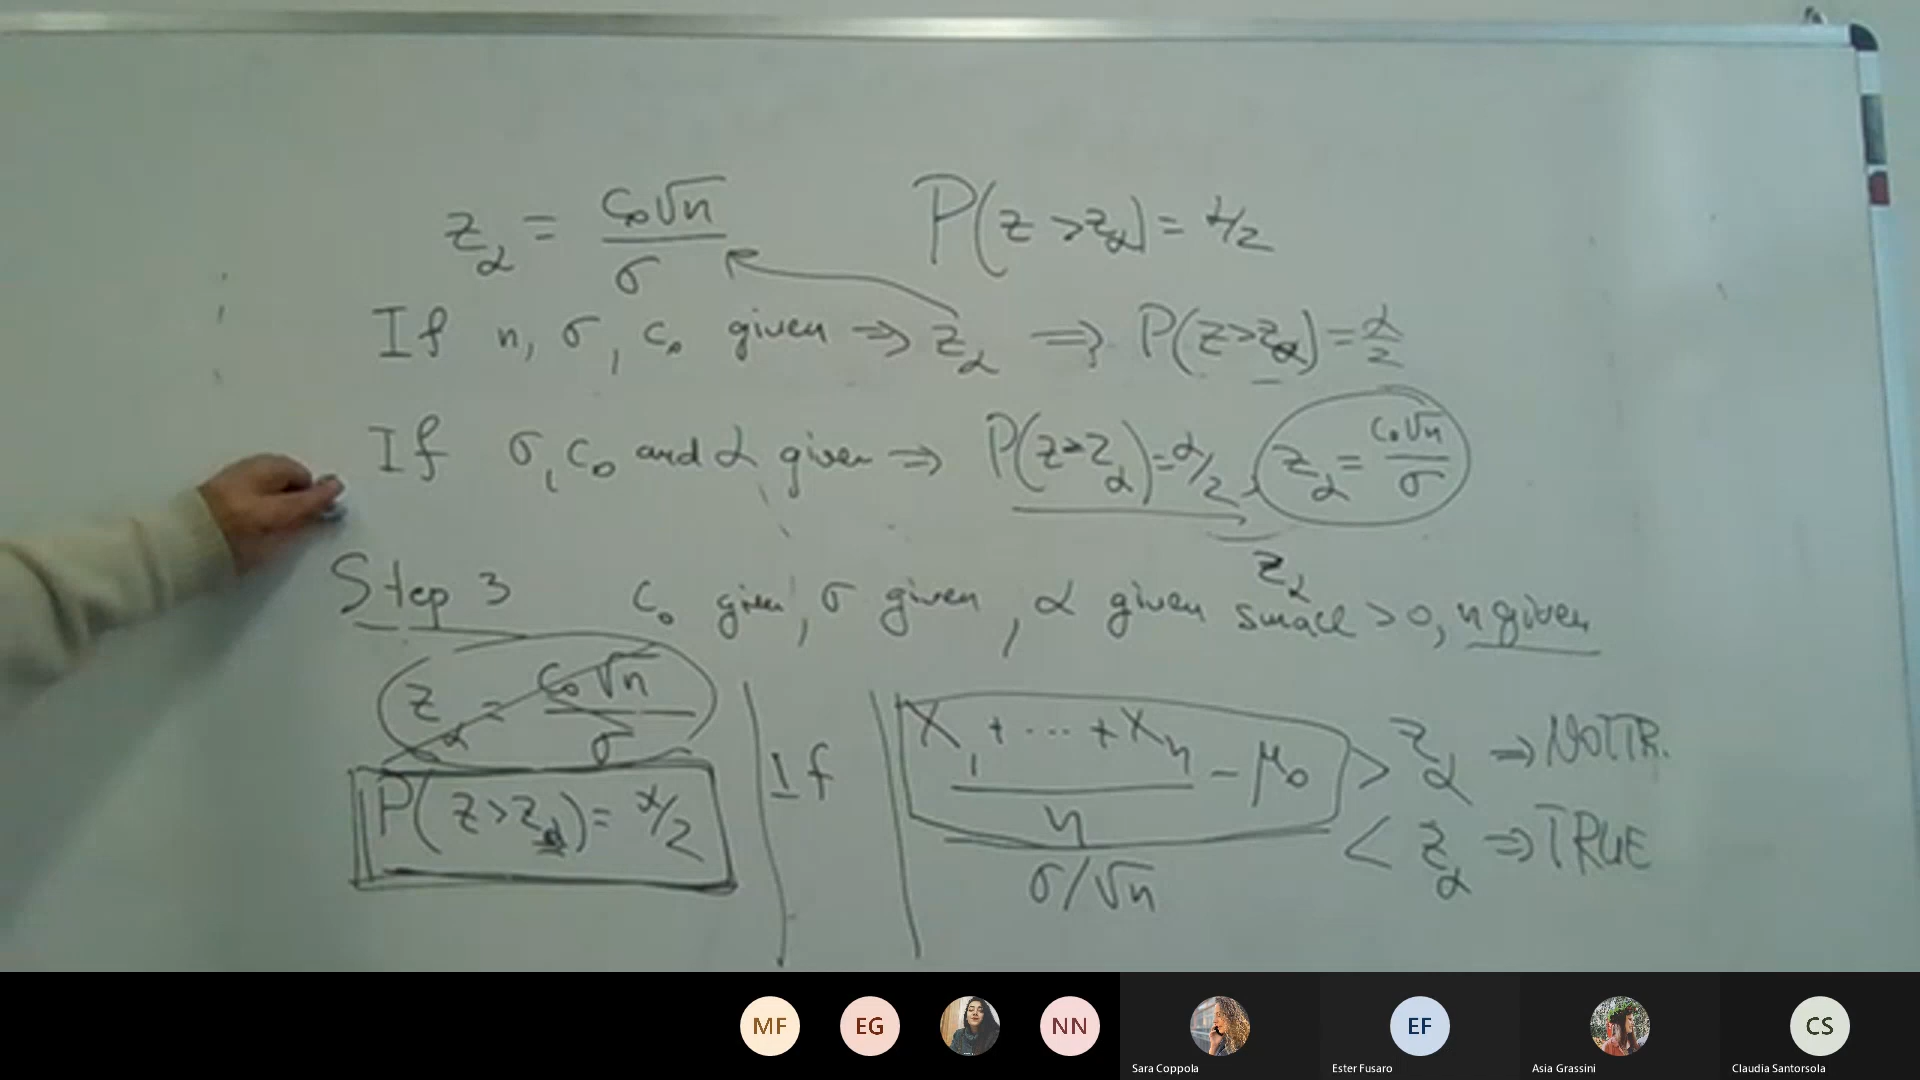 z_α = c₀√n / σ    P(z > z_α) = α/2
If n, σ, c₀ given ⇒ z_α ⇒ P(z > z_α) = α/2
If σ, c₀ and α given ⇒ P(z > z_α) = α/2, z_α = c₀√n / σ
z_α
Step 3    c₀ given, σ given, α given small > 0, n given
z_α = c₀√n / σ
P(z > z_α) = α/2
If | (X₁ + ··· + Xₙ)/n − μ₀ / σ/√n > z_α ⇒ NOT TR.
< z_α ⇒ TRUE
MF EG NN EF CS
Sara Coppola Ester Fusaro Asia Grassini Claudia Santorsola